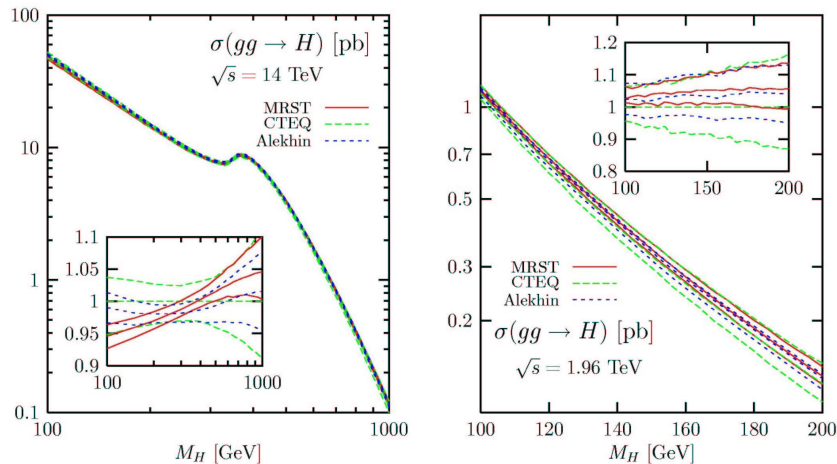 σ(gg → H) [pb]
√s = 14 TeV
MRST
CTEQ
Alekhin
100
10
1
0.1
100
1000
M_H [GeV]
1.1
1.05
1
0.95
0.9
100
1000
σ(gg → H) [pb]
√s = 1.96 TeV
MRST
CTEQ
Alekhin
1
0.7
0.5
0.3
0.2
100
120
140
160
180
200
M_H [GeV]
1.2
1.1
1
0.9
0.8
100
150
200